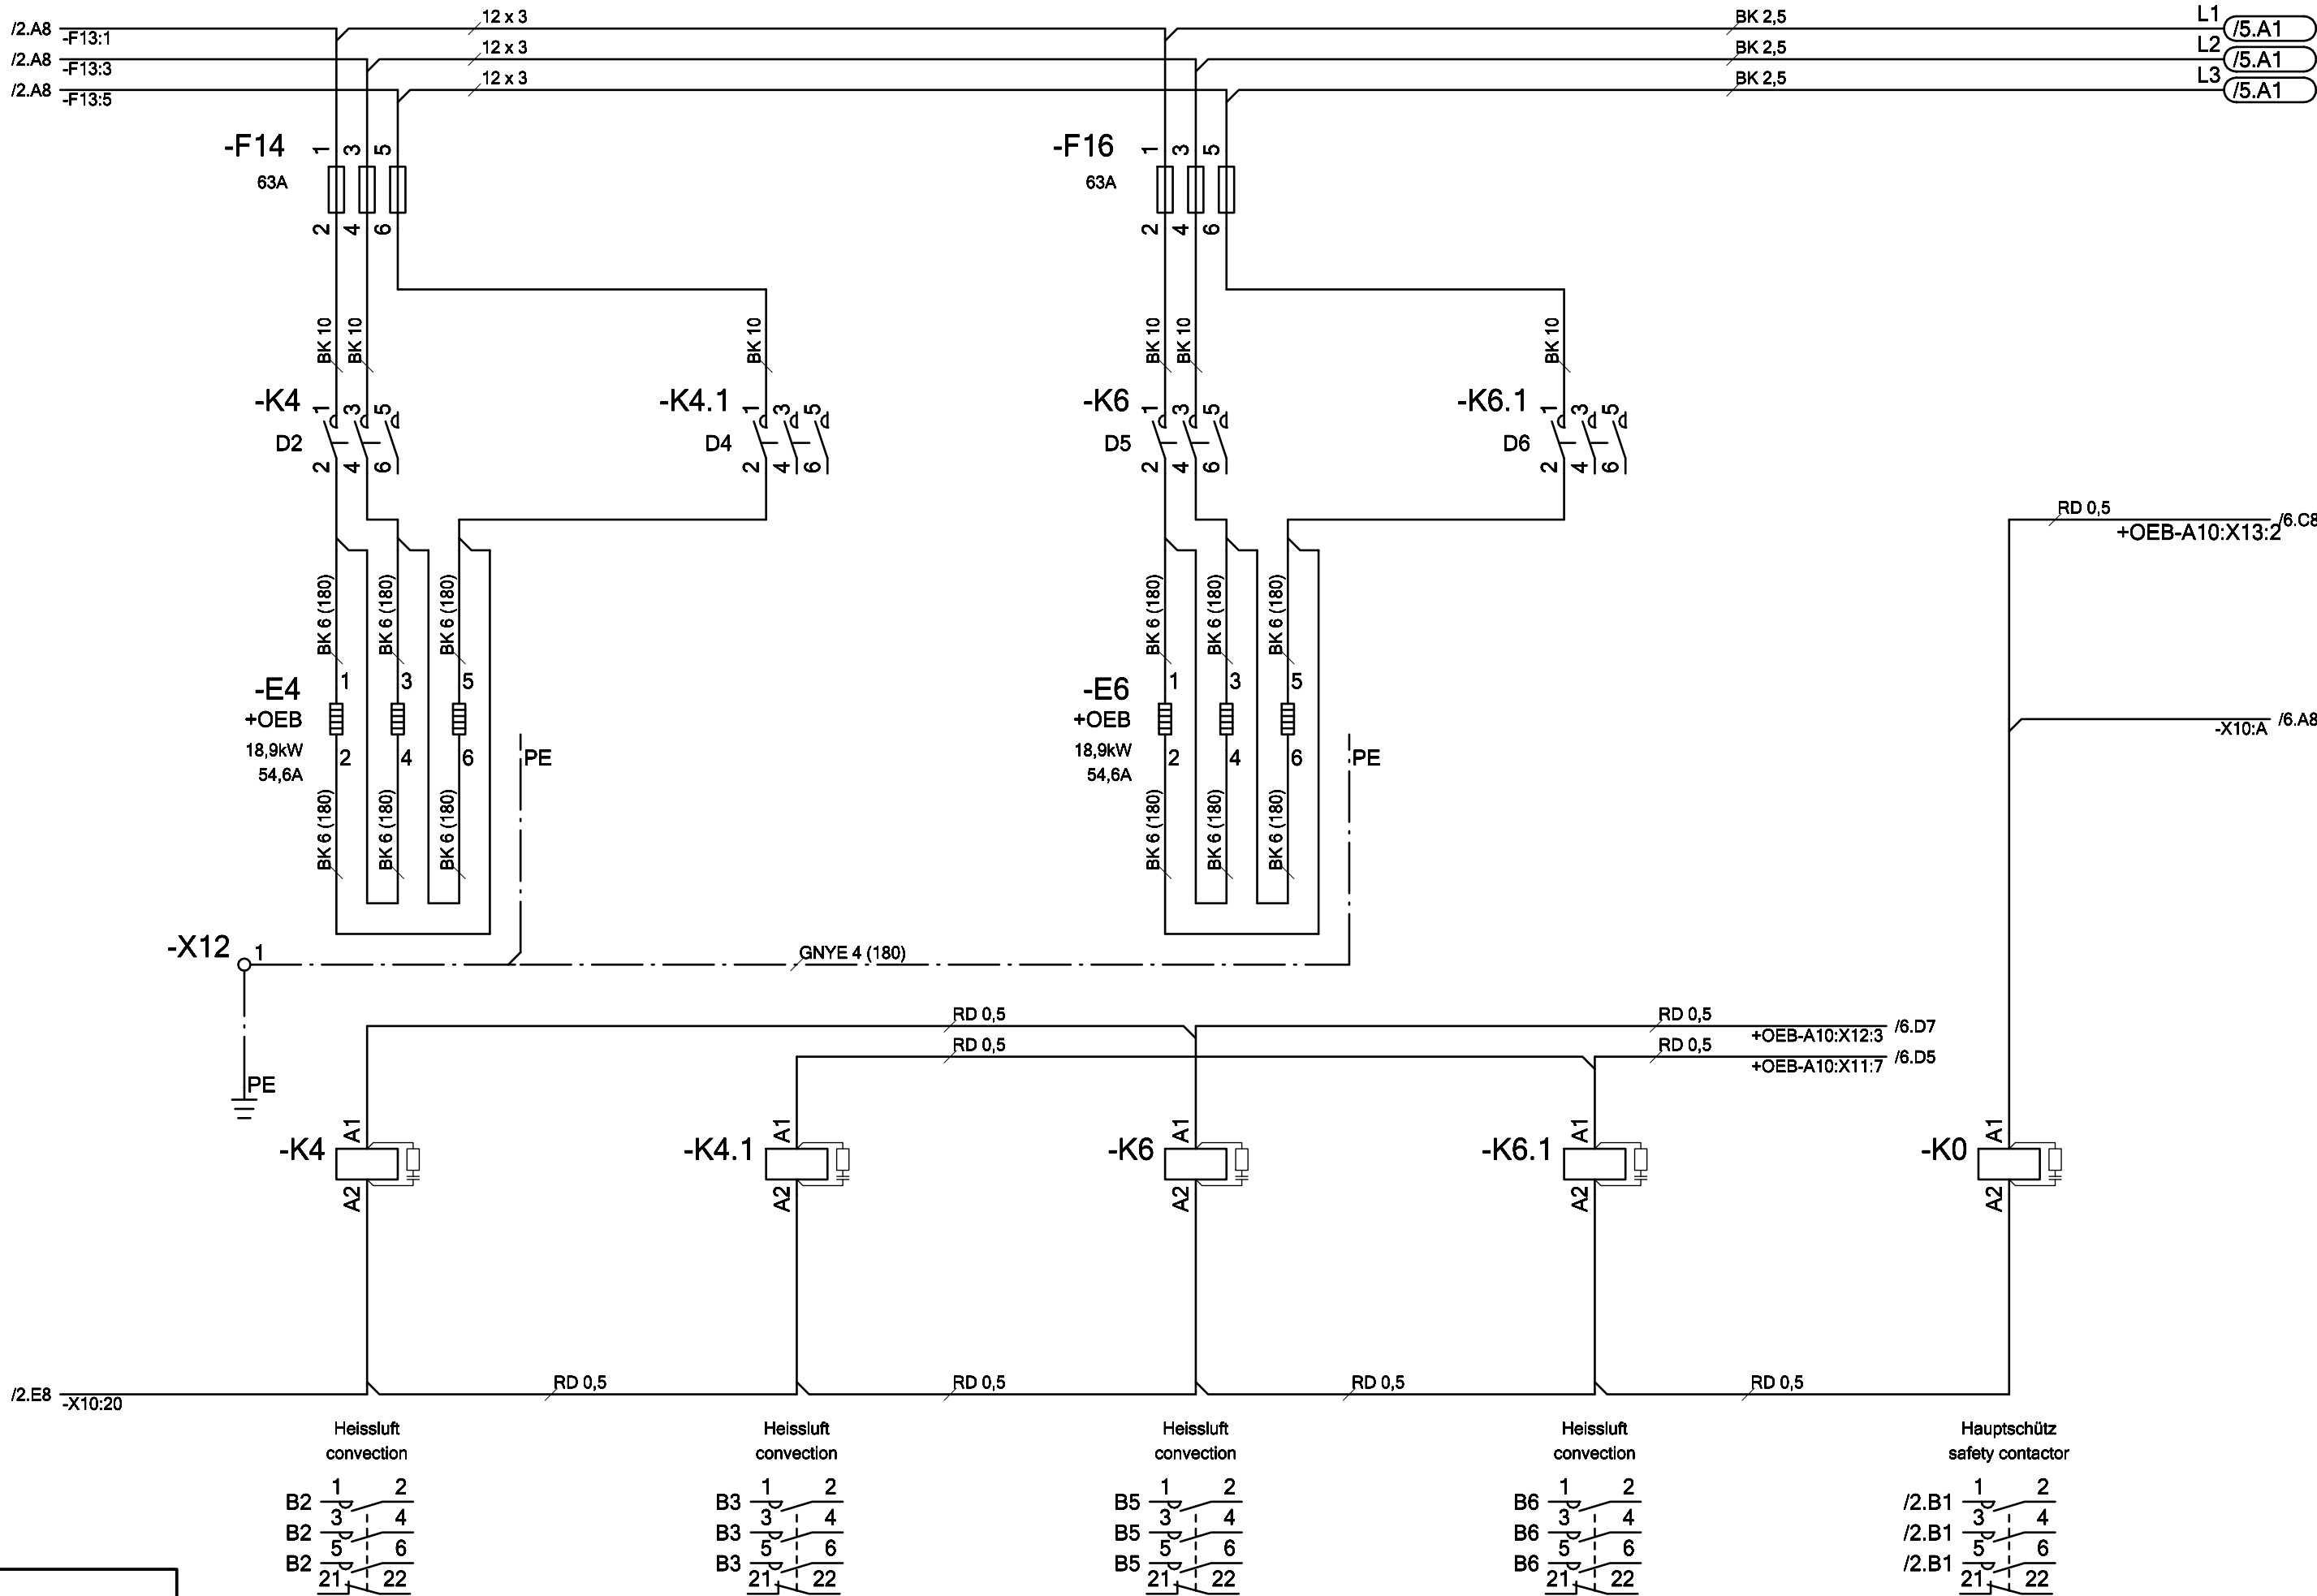 12 x 3 BK 2,5 L1
/2.A8 -F13:1 /5.A1
12 x 3 BK 2,5 L2
/2.A8 -F13:3 /5.A1
12 x 3 BK 2,5 L3
/2.A8 -F13:5 /5.A1
-F14 1 3 5 -F16 1 3 5
63A 63A
2 4 6 2 4 6
BK 10 BK 10 BK 10 BK 10 BK 10 BK 10
-K4 1 3 5 -K4.1 1 3 5 -K6 1 3 5 -K6.1 1 3 5
D2 D4 D5 D6
2 4 6 2 4 6 2 4 6 2 4 6
RD 0,5 /6.C8
+OEB-A10:X13:2
BK 6 (180) BK 6 (180) BK 6 (180) BK 6 (180) BK 6 (180) BK 6 (180)
-E4 1 3 5 -E6 1 3 5
+OEB +OEB /6.A8
-X10:A
18,9kW 2 4 6 PE 18,9kW 2 4 6 PE
54,6A 54,6A
BK 6 (180) BK 6 (180) BK 6 (180) BK 6 (180) BK 6 (180) BK 6 (180)
-X12 1 GNYE 4 (180)
RD 0,5 RD 0,5 /6.D7
+OEB-A10:X12:3
RD 0,5 RD 0,5 /6.D5
+OEB-A10:X11:7
PE
A1 A1 A1 A1 A1
-K4 -K4.1 -K6 -K6.1 -K0
A2 A2 A2 A2 A2
/2.E8 RD 0,5 RD 0,5 RD 0,5 RD 0,5
-X10:20
Heissluft Heissluft Heissluft Heissluft Hauptschütz
convection convection convection convection safety contactor
1 2 1 2 1 2 1 2 1 2
B2 B3 B5 B6 /2.B1
3 4 3 4 3 4 3 4 3 4
B2 B3 B5 B6 /2.B1
5 6 5 6 5 6 5 6 5 6
B2 B3 B5 B6 /2.B1
21 22 21 22 21 22 21 22 21 22